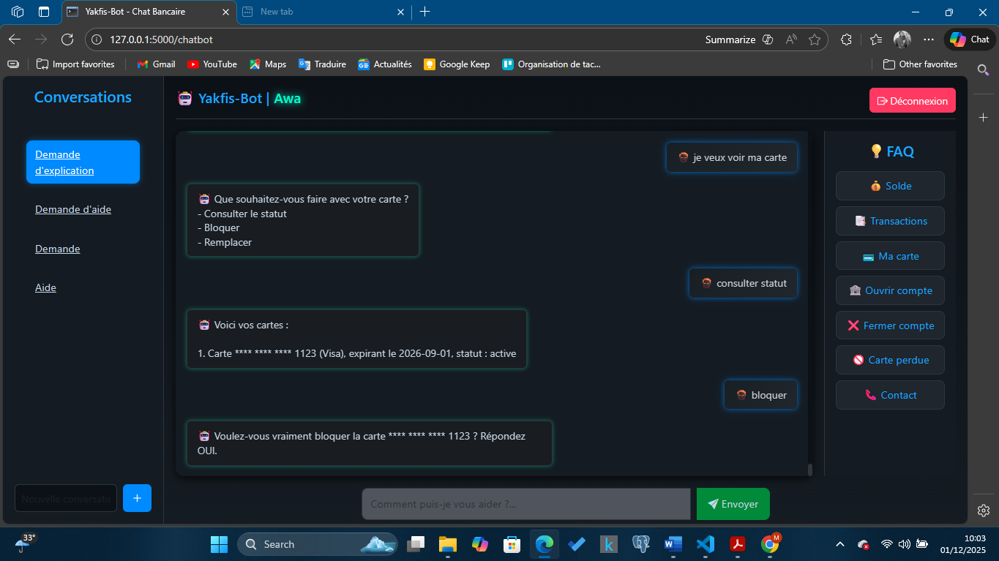 Yakfis-Bot - Chat Bancaire
New tab
127.0.0.1:5000/chatbot
Summarize
Chat
Import favorites
Gmail
YouTube
Maps
Traduire
Actualités
Google Keep
Organisation de tac...
Other favorites
Conversations
Demande
d'explication
Demande d'aide
Demande
Aide
Nouvelle conversatio
+
Yakfis-Bot | Awa
Déconnexion
je veux voir ma carte
Que souhaitez-vous faire avec votre carte ?
- Consulter le statut
- Bloquer
- Remplacer
consulter statut
Voici vos cartes :
1. Carte **** **** **** 1123 (Visa), expirant le 2026-09-01, statut : active
bloquer
Voulez-vous vraiment bloquer la carte **** **** **** 1123 ? Répondez
OUI.
Comment puis-je vous aider ?...
Envoyer
FAQ
Solde
Transactions
Ma carte
Ouvrir compte
Fermer compte
Carte perdue
Contact
33°
Search
10:03
01/12/2025